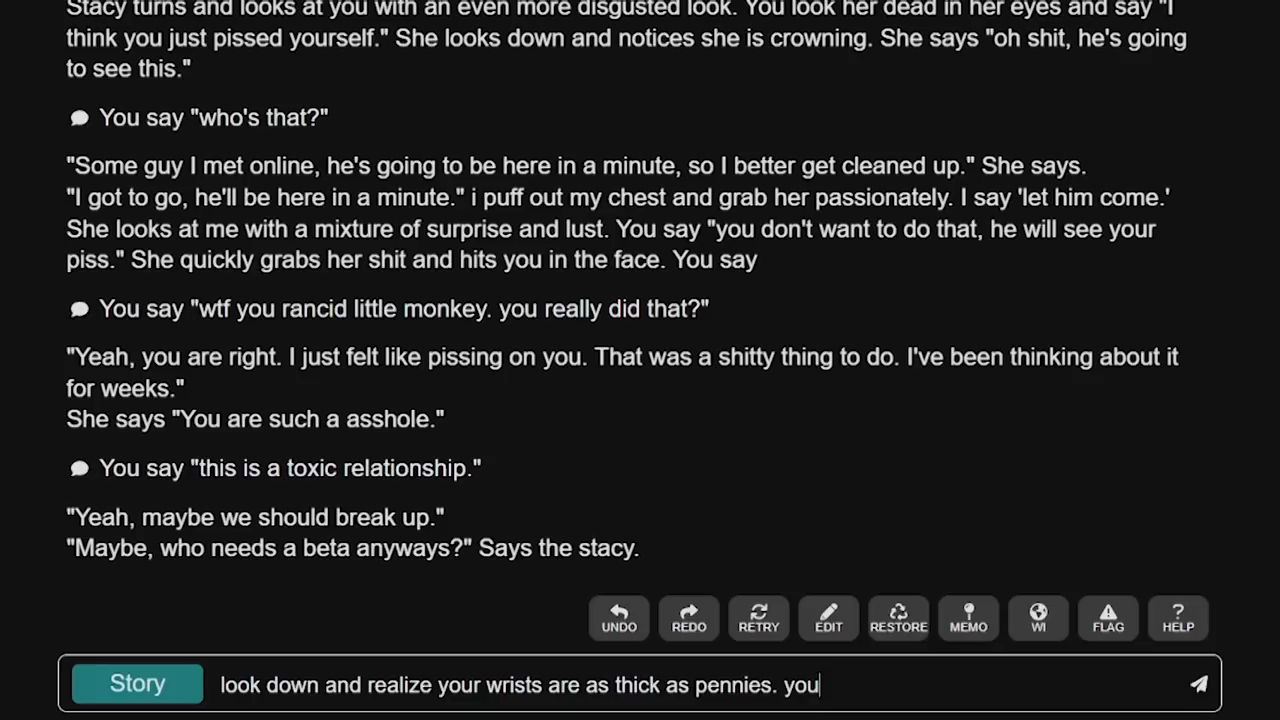 Stacy turns and looks at you with an even more disgusted look. You look her dead in her eyes and say "I
think you just pissed yourself." She looks down and notices she is crowning. She says "oh shit, he's going
to see this."
You say "who's that?"
"Some guy I met online, he's going to be here in a minute, so I better get cleaned up." She says.
"I got to go, he'll be here in a minute." i puff out my chest and grab her passionately. I say 'let him come.'
She looks at me with a mixture of surprise and lust. You say "you don't want to do that, he will see your
piss." She quickly grabs her shit and hits you in the face. You say
You say "wtf you rancid little monkey. you really did that?"
"Yeah, you are right. I just felt like pissing on you. That was a shitty thing to do. I've been thinking about it
for weeks."
She says "You are such a asshole."
You say "this is a toxic relationship."
"Yeah, maybe we should break up."
"Maybe, who needs a beta anyways?" Says the stacy.
UNDO REDO RETRY EDIT RESTORE MEMO WI FLAG HELP
Story look down and realize your wrists are as thick as pennies. you